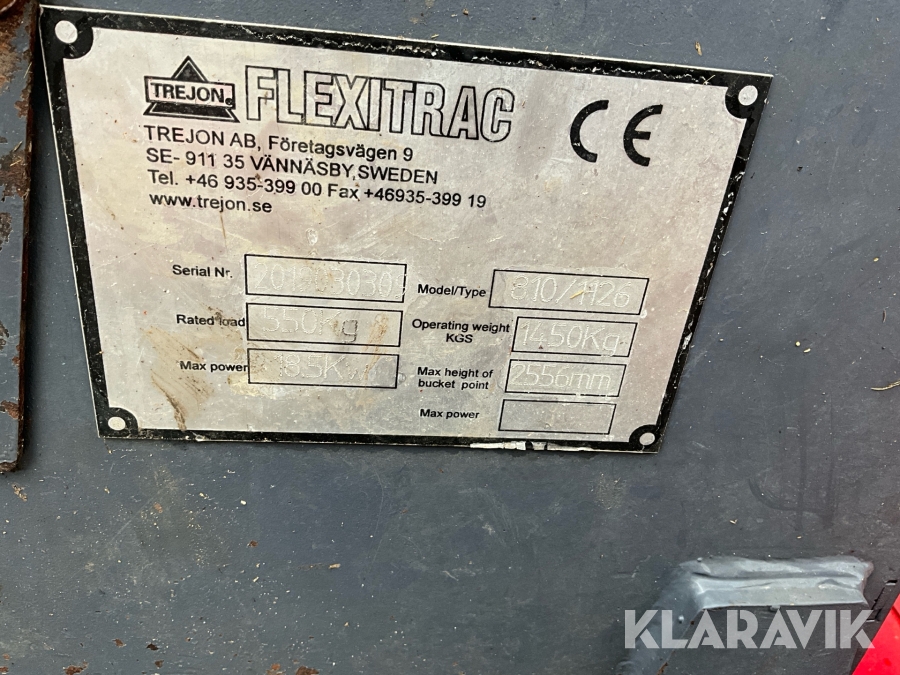 TREJON. FLEXITRAC CE
TREJON AB, Företagsvägen 9
SE- 911 35 VÄNNÄSBY,SWEDEN
Tel. +46 935-399 00 Fax +46935-399 19
www.trejon.se
Serial Nr.
Model/Type 810/1126
Rated load 550Kg
Operating weight KGS 1450Kg
Max power 18.5KW
Max height of bucket point 2556mm
Max power
KLARAVIK